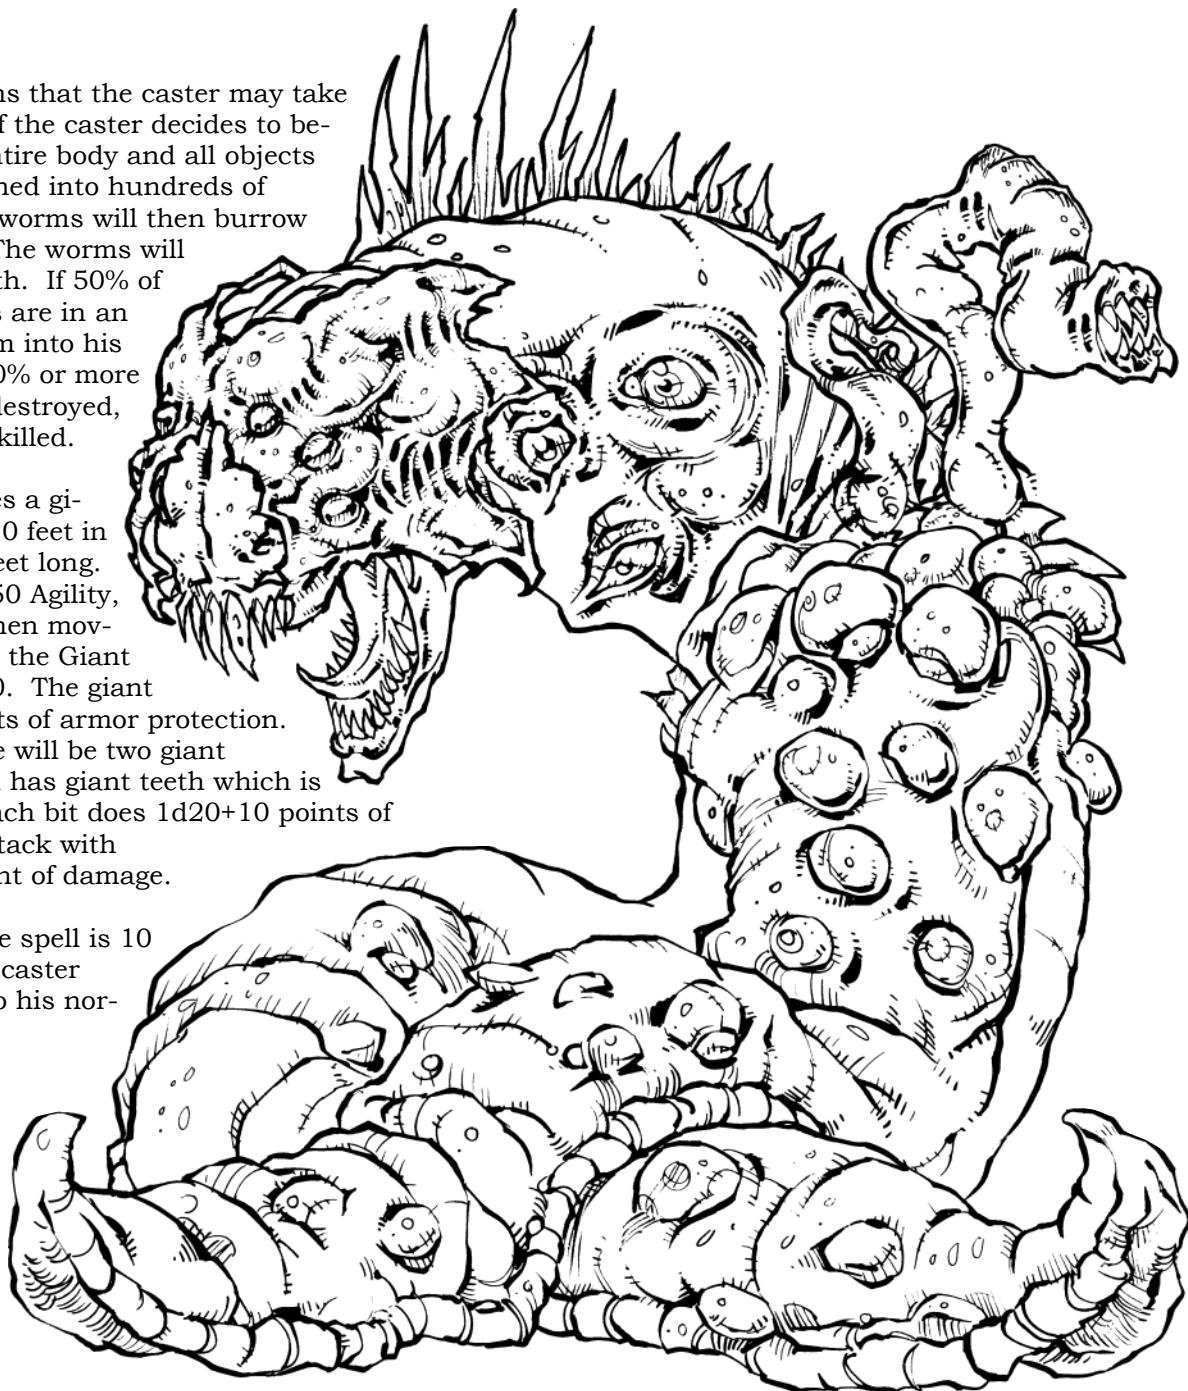 ns that the caster may take
f the caster decides to be-
ntire body and all objects
ned into hundreds of
worms will then burrow
The worms will
th. If 50% of
s are in an
m into his
0% or more
destroyed,
killed.
es a gi-
0 feet in
eet long.
50 Agility,
hen mov-
the Giant
0. The giant
ts of armor protection.
e will be two giant
has giant teeth which is
ach bit does 1d20+10 points of
tack with
nt of damage.
e spell is 10
caster
o his nor-